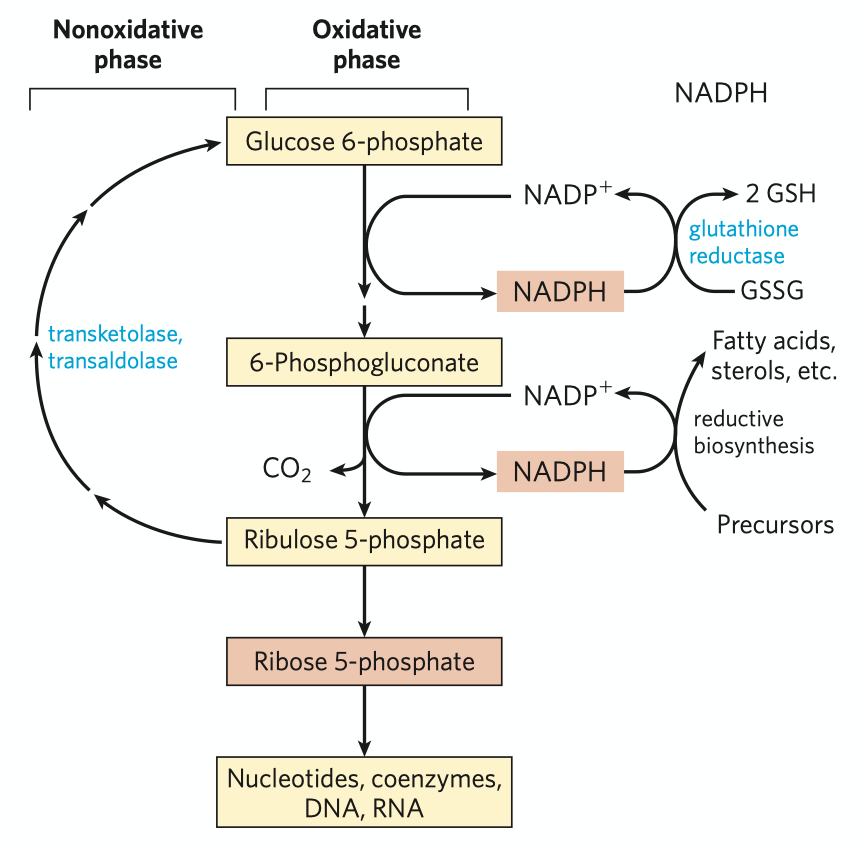 Nonoxidative
phase
Oxidative
phase
NADPH
Glucose 6-phosphate
NADP⁺
2 GSH
glutathione
reductase
NADPH
GSSG
transketolase,
transaldolase
Fatty acids,
sterols, etc.
6-Phosphogluconate
NADP⁺
reductive
biosynthesis
CO₂
NADPH
Precursors
Ribulose 5-phosphate
Ribose 5-phosphate
Nucleotides, coenzymes,
DNA, RNA